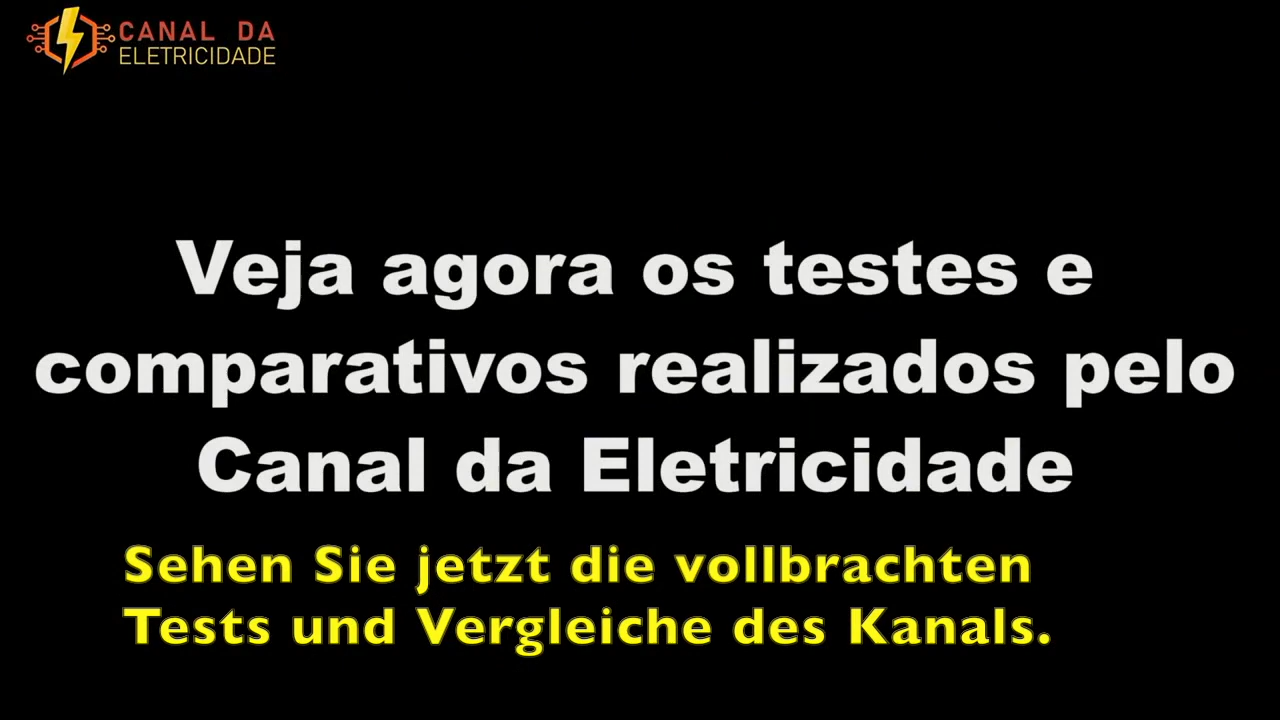 CANAL DA
ELETRICIDADE
Veja agora os testes e
comparativos realizados pelo
Canal da Eletricidade
Sehen Sie jetzt die vollbrachten
Tests und Vergleiche des Kanals.